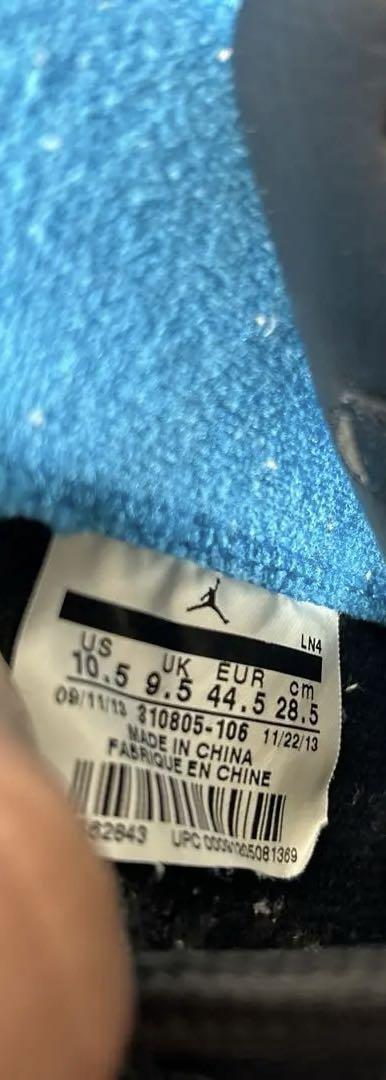 LN4
US UK EUR cm
10.5 9.5 44.5 28.5
09/11/13 310805-106 11/22/13
MADE IN CHINA
FABRIQUE EN CHINE
UPC